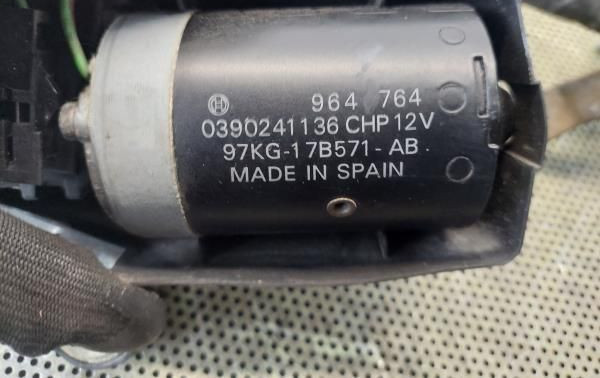 964 764
0390241136 CHP 12V
97KG-17B571-AB
MADE IN SPAIN